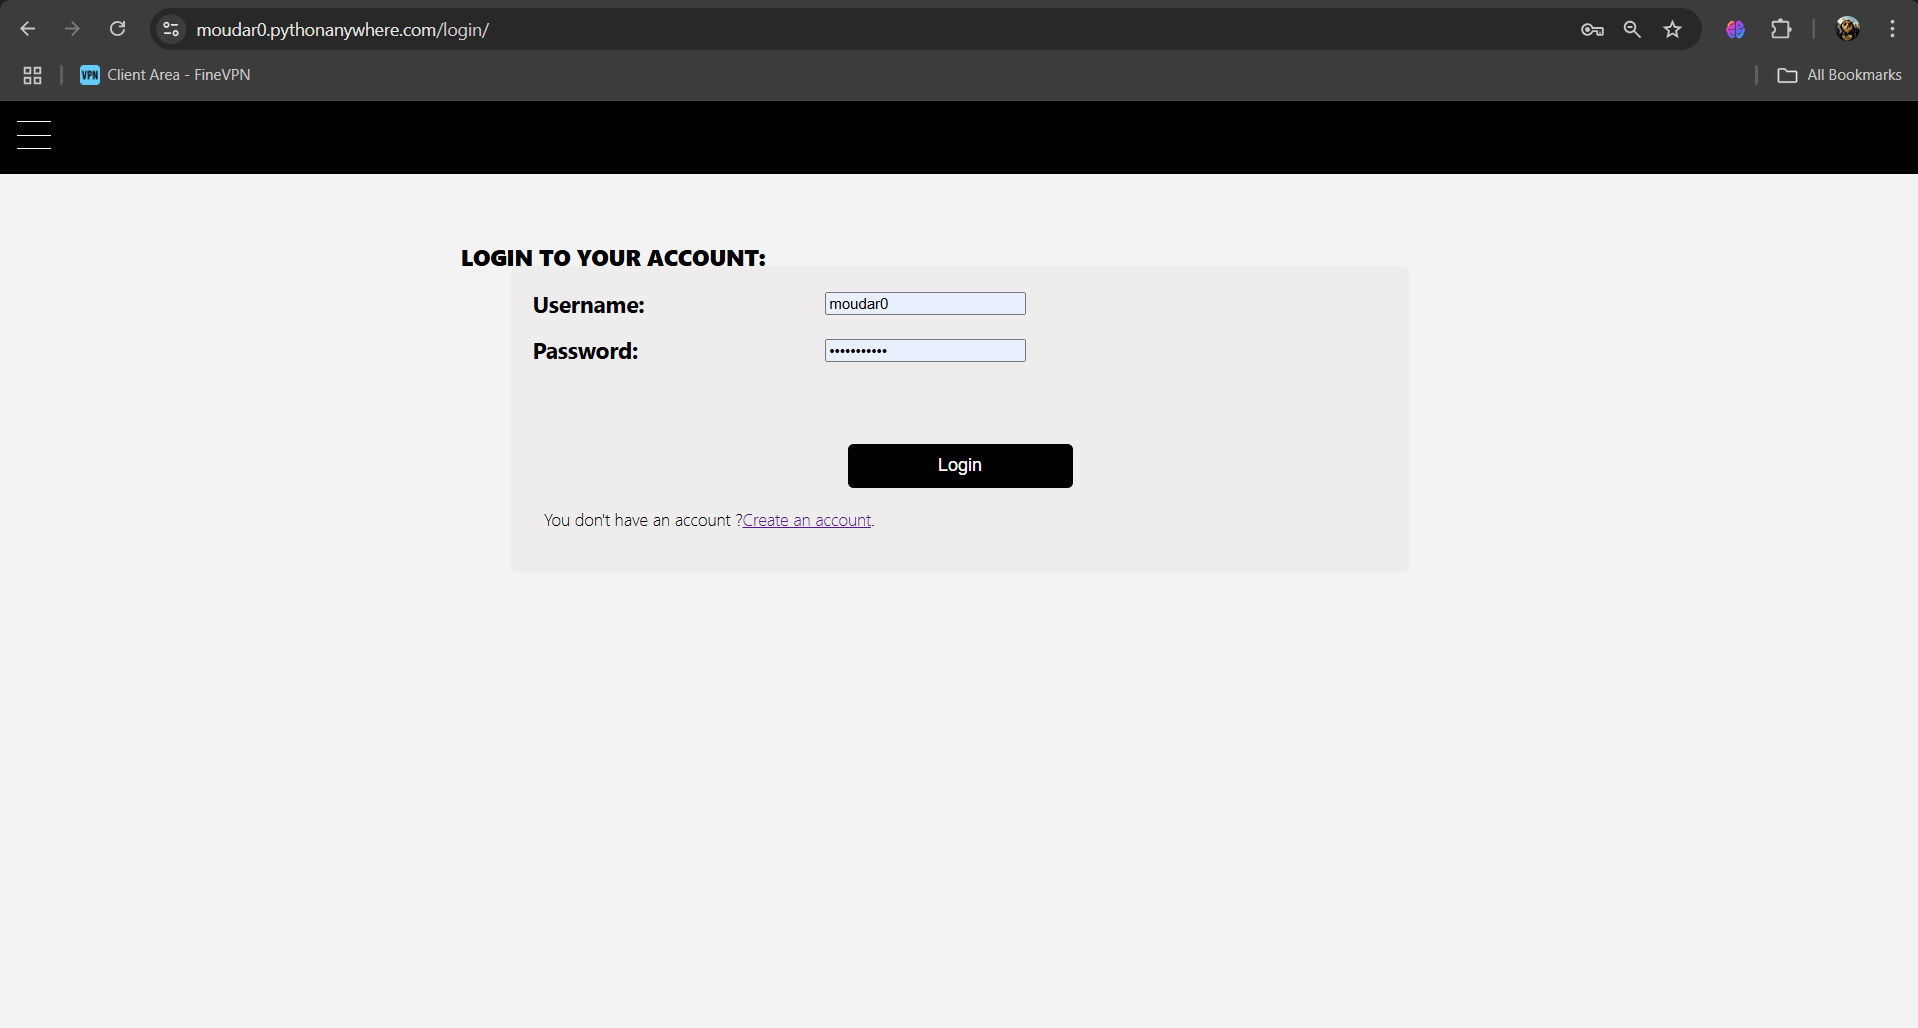 moudar0.pythonanywhere.com/login/
VPN Client Area - FineVPN
All Bookmarks
LOGIN TO YOUR ACCOUNT:
Username: moudar0
Password: •••••••••••
Login
You don't have an account ?Create an account.